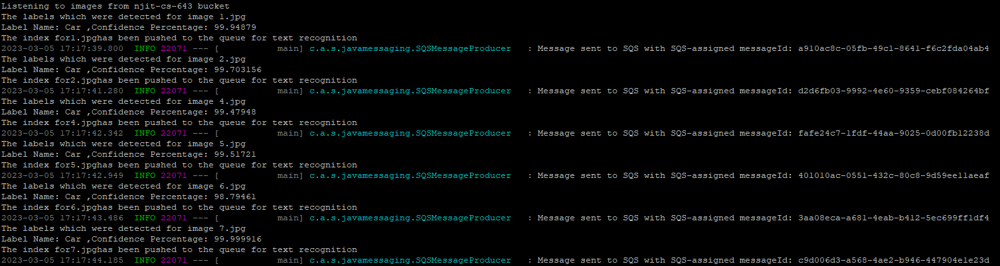 Listening to images from njit-cs-643 bucket
The labels which were detected for image 1.jpg
Label Name: Car ,Confidence Percentage: 99.94879
The index for1.jpghas been pushed to the queue for text recognition
2023-03-05 17:17:39.800  INFO 22071 --- [           main] c.a.s.javamessaging.SQSMessageProducer   : Message sent to SQS with SQS-assigned messageId: a910ac8c-05fb-49c1-8641-f6c2fda04ab4
The labels which were detected for image 2.jpg
Label Name: Car ,Confidence Percentage: 99.703156
The index for2.jpghas been pushed to the queue for text recognition
2023-03-05 17:17:41.280  INFO 22071 --- [           main] c.a.s.javamessaging.SQSMessageProducer   : Message sent to SQS with SQS-assigned messageId: d2d6fb03-9992-4e60-9359-cebf084264bf
The labels which were detected for image 4.jpg
Label Name: Car ,Confidence Percentage: 99.47948
The index for4.jpghas been pushed to the queue for text recognition
2023-03-05 17:17:42.342  INFO 22071 --- [           main] c.a.s.javamessaging.SQSMessageProducer   : Message sent to SQS with SQS-assigned messageId: fafe24c7-1fdf-44aa-9025-0d00fb12238d
The labels which were detected for image 5.jpg
Label Name: Car ,Confidence Percentage: 99.51721
The index for5.jpghas been pushed to the queue for text recognition
2023-03-05 17:17:42.949  INFO 22071 --- [           main] c.a.s.javamessaging.SQSMessageProducer   : Message sent to SQS with SQS-assigned messageId: 401010ac-0551-432c-80c8-9d59ee11aeaf
The labels which were detected for image 6.jpg
Label Name: Car ,Confidence Percentage: 98.79461
The index for6.jpghas been pushed to the queue for text recognition
2023-03-05 17:17:43.486  INFO 22071 --- [           main] c.a.s.javamessaging.SQSMessageProducer   : Message sent to SQS with SQS-assigned messageId: 3aa08eca-a681-4eab-b412-5ec699ff1df4
The labels which were detected for image 7.jpg
Label Name: Car ,Confidence Percentage: 99.999916
The index for7.jpghas been pushed to the queue for text recognition
2023-03-05 17:17:44.185  INFO 22071 --- [           main] c.a.s.javamessaging.SQSMessageProducer   : Message sent to SQS with SQS-assigned messageId: c9d006d3-a568-4ae2-b946-447904e1e23d